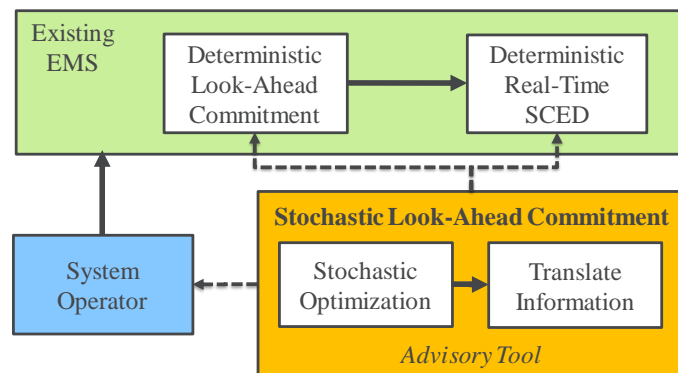 Existing
EMS
Deterministic
Look-Ahead
Commitment
Deterministic
Real-Time
SCED
Stochastic Look-Ahead Commitment
System
Operator
Stochastic
Optimization
Translate
Information
Advisory Tool